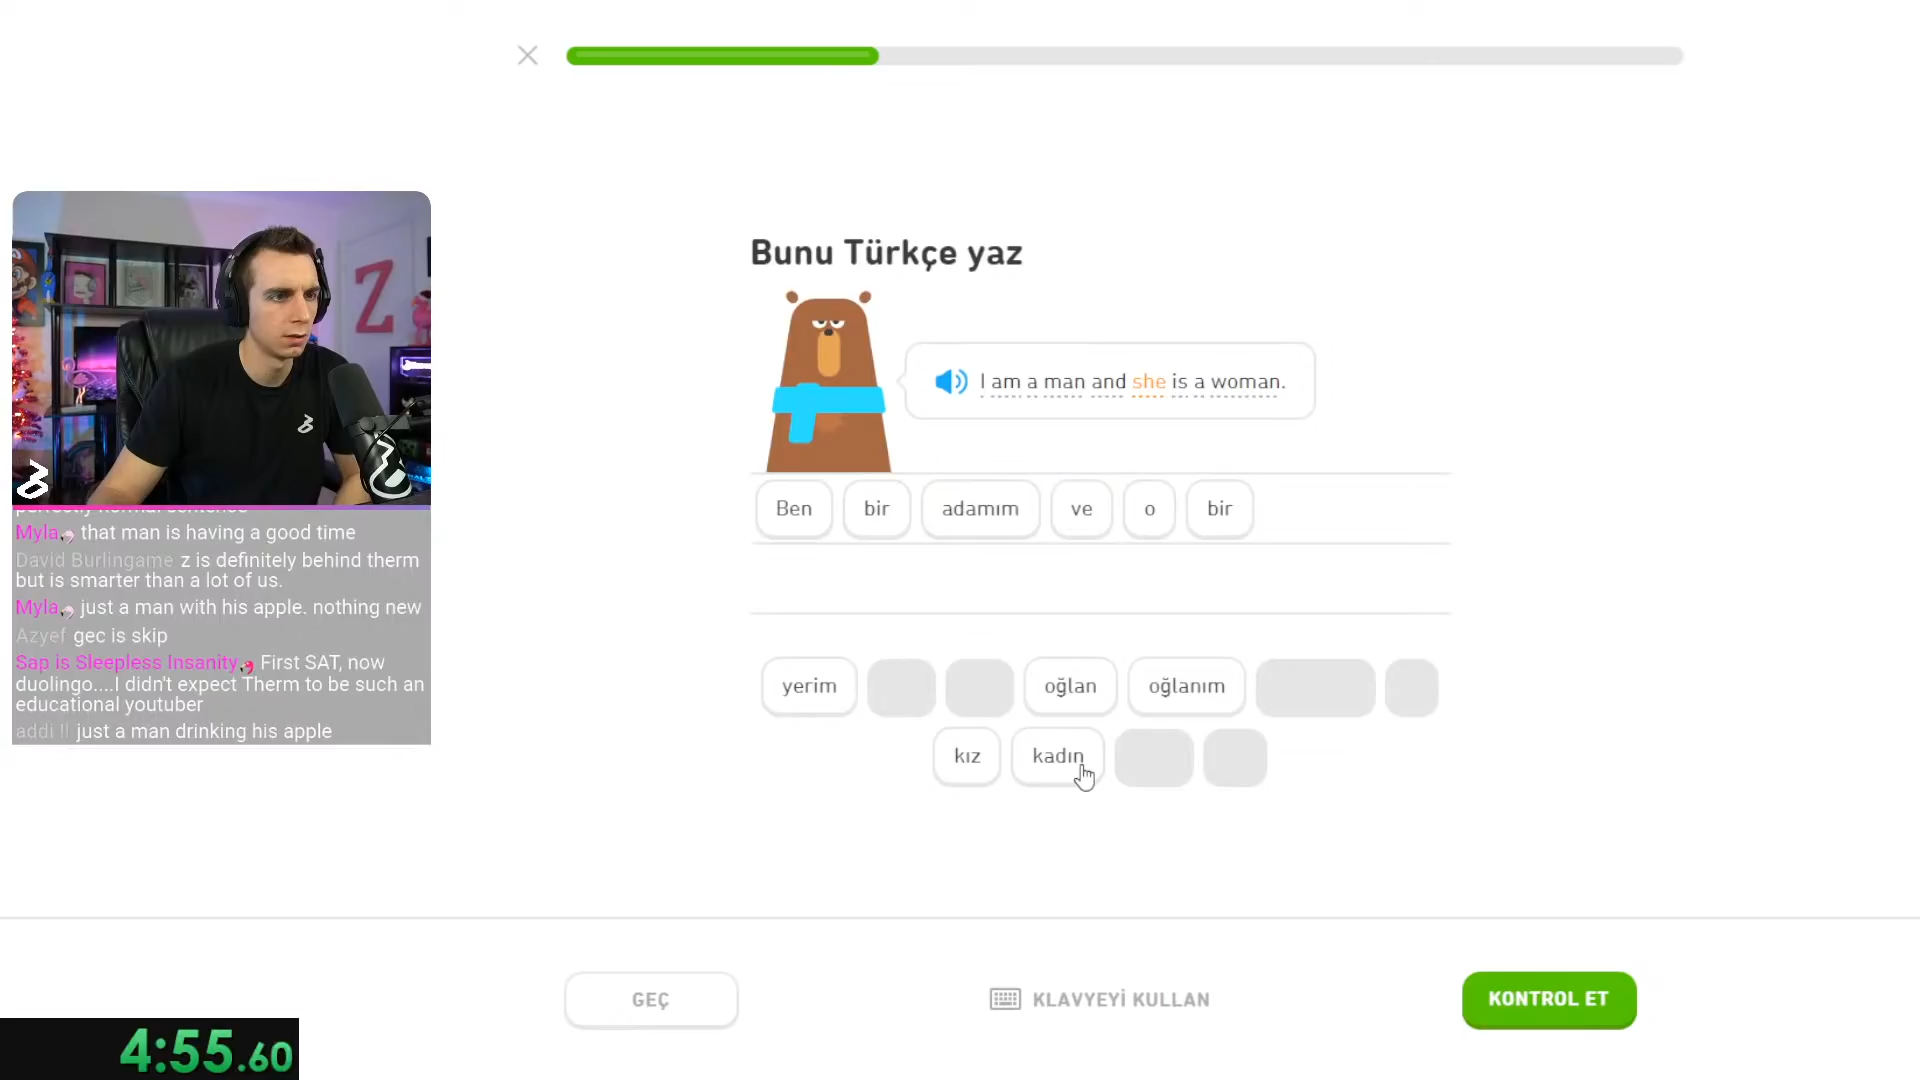 Bunu Türkçe yaz
I am a man and she is a woman.
Ben bir adamım ve o bir
yerim oğlan oğlanım
kız kadın
Z
perfectly normal sentence
Myla that man is having a good time
David Burlingame z is definitely behind therm
but is smarter than a lot of us.
Myla just a man with his apple. nothing new
Azyef gec is skip
Sap is Sleepless Insanity First SAT, now
duolingo....I didn't expect Therm to be such an
educational youtuber
addi !! just a man drinking his apple
GEÇ KLAVYEYİ KULLAN KONTROL ET
4:55.60